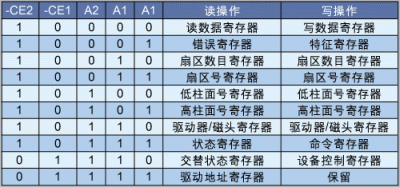 -CE2 -CE1 A2 A1 A1 读操作 写操作
1 0 0 0 0 读数据寄存器 写数据寄存器
1 0 0 0 1 错误寄存器 特征寄存器
1 0 0 1 0 扇区数目寄存器 扇区数目寄存器
1 0 0 1 1 扇区号寄存器 扇区号寄存器
1 0 1 0 0 低柱面号寄存器 低柱面号寄存器
1 0 1 0 1 高柱面号寄存器 高柱面号寄存器
1 0 1 1 0 驱动器/磁头寄存器 驱动器/磁头寄存器
1 0 1 1 1 状态寄存器 命令寄存器
0 1 1 1 0 交替状态寄存器 设备控制寄存器
0 1 1 1 1 驱动地址寄存器 保留